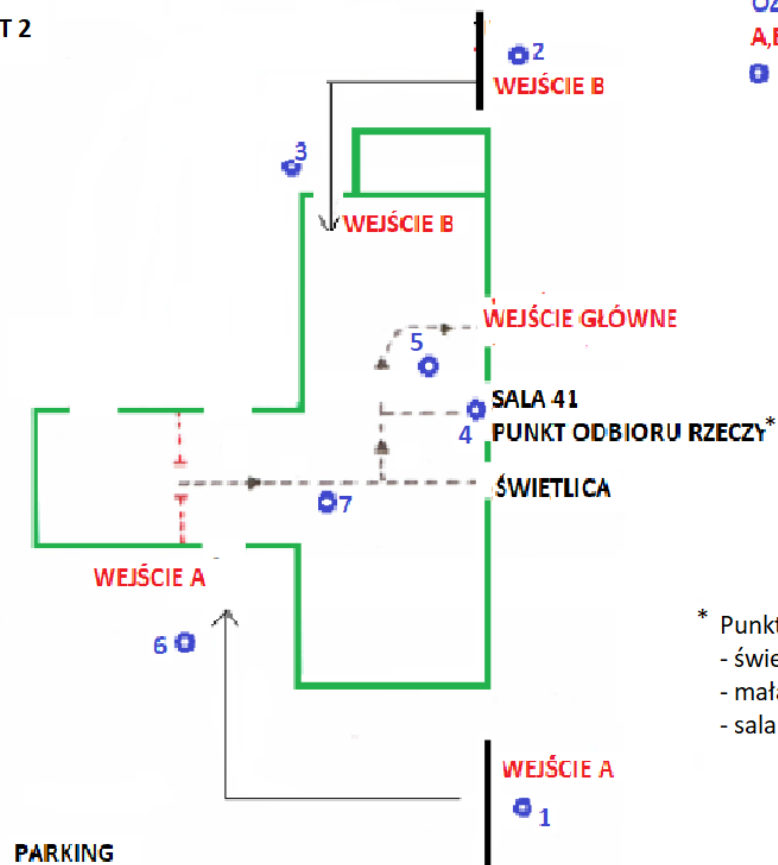 T 2
A,
2
WEJŚCIE B
3
WEJŚCIE B
WEJŚCIE GŁÓWNE
5
SALA 41
4
PUNKT ODBIORU RZECZY*
7
ŚWIETLICA
WEJŚCIE A
6
* Punkt
- świe
- mała
- sala
WEJŚCIE A
1
PARKING